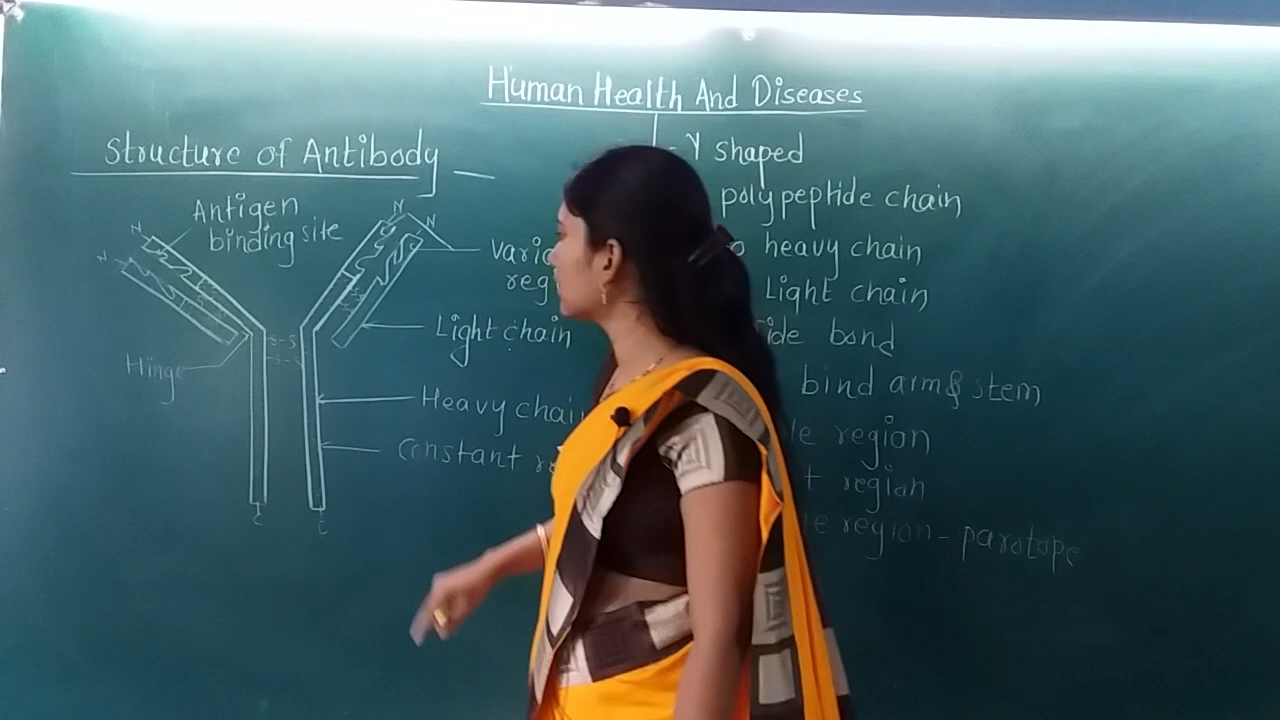 Human Health And Diseases
Structure of Antibody
Antigen
binding site
N
N
N
N
Light chain
Heavy
Constant
Hinge
S-S
S-S
C
C
- Y shaped
polypeptide chain
heavy chain
Light chain
bond
bind arm & stem
region
region
region - paratope